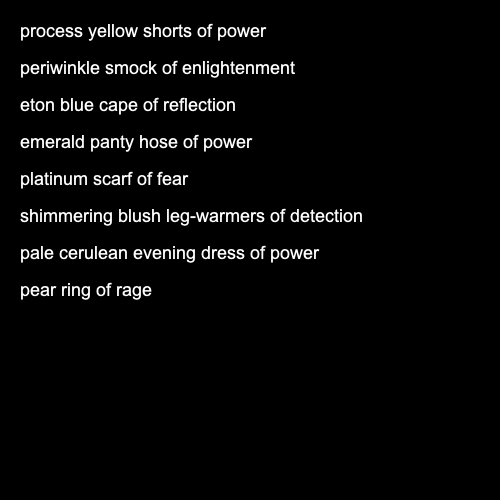 process yellow shorts of power
periwinkle smock of enlightenment
eton blue cape of reflection
emerald panty hose of power
platinum scarf of fear
shimmering blush leg-warmers of detection
pale cerulean evening dress of power
pear ring of rage